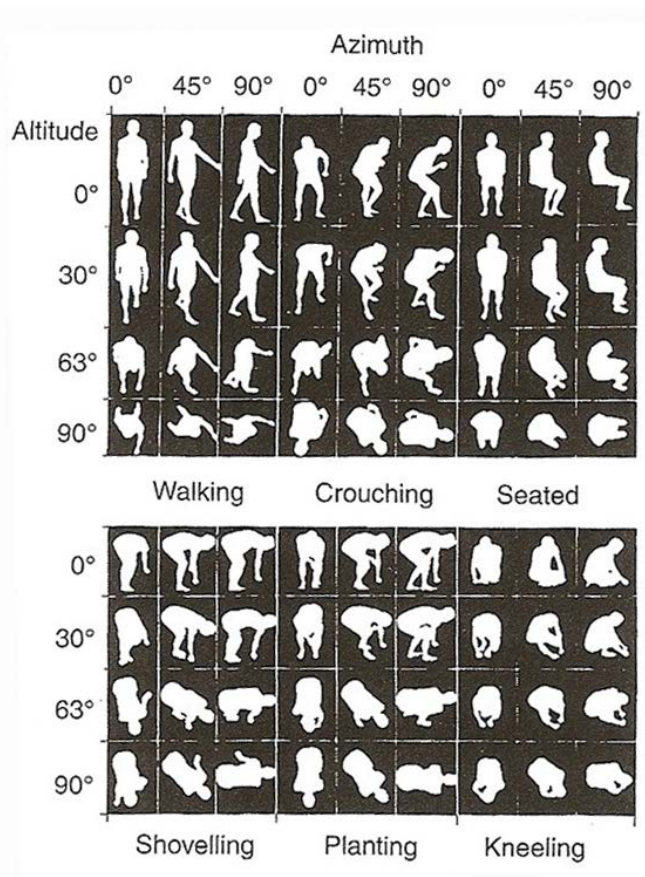 Azimuth
0° 45° 90° 0° 45° 90° 0° 45° 90°
Altitude
0°
30°
63°
90°
Walking Crouching Seated
0°
30°
63°
90°
Shovelling Planting Kneeling